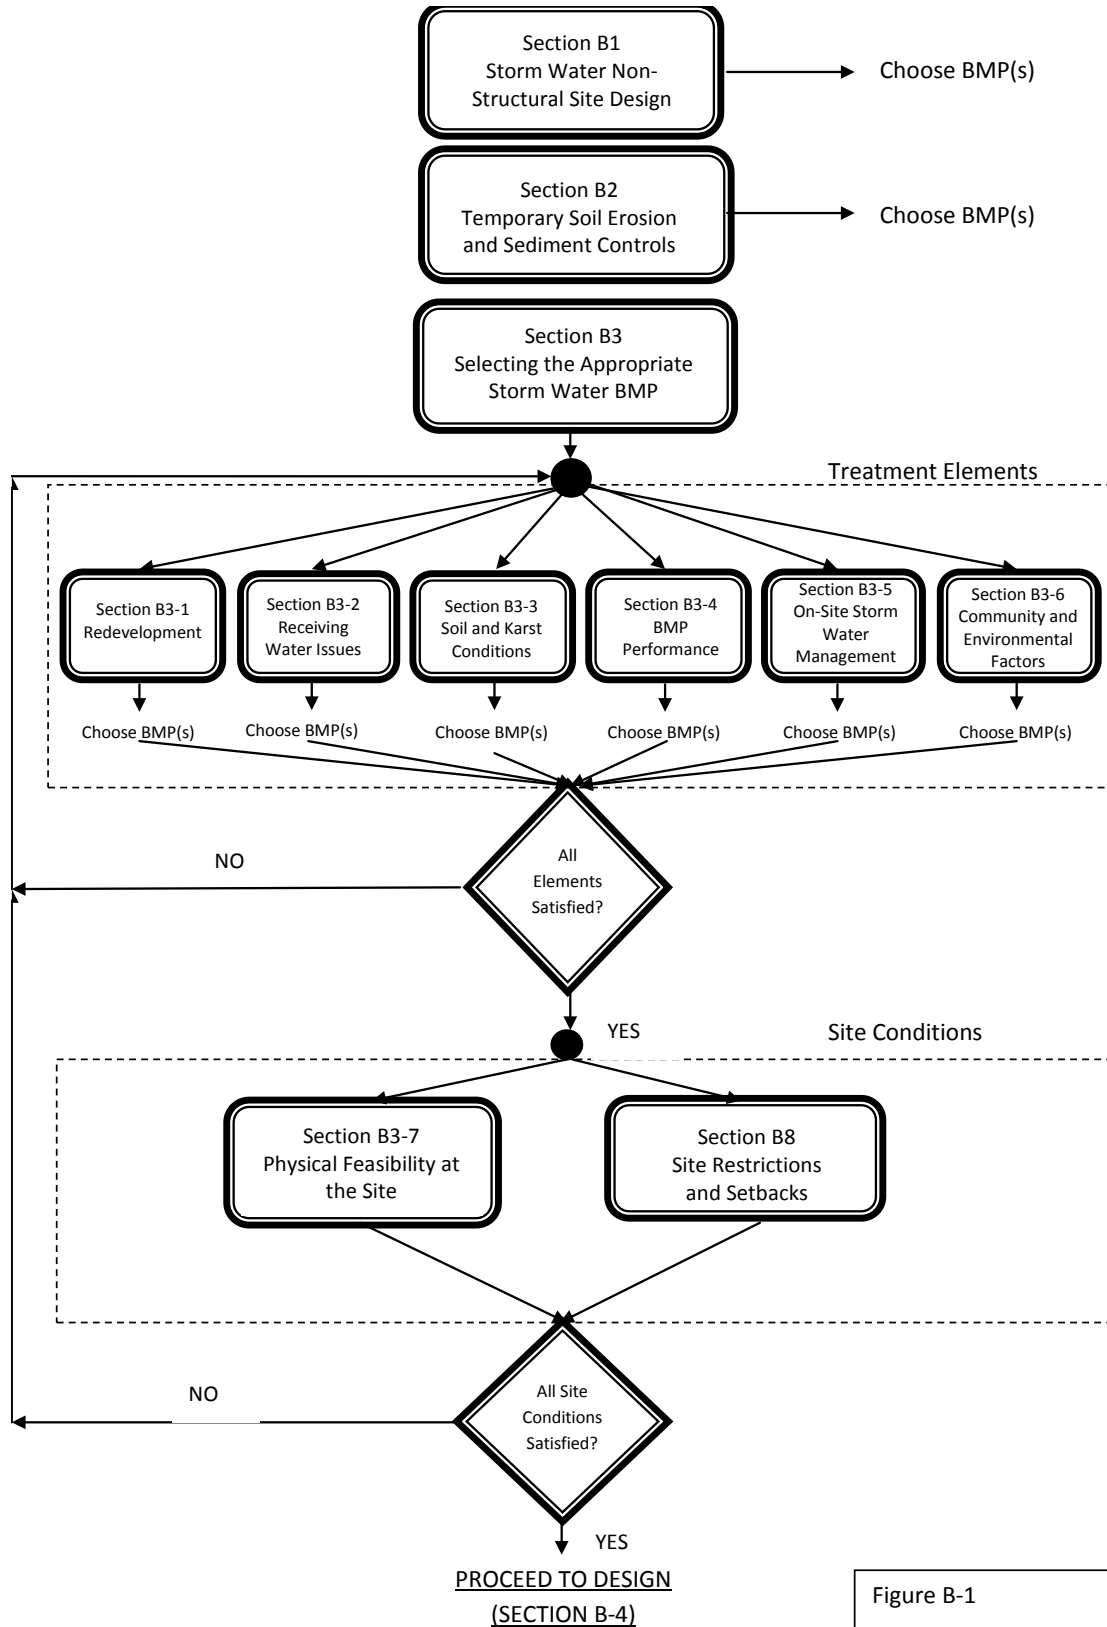 Section B1
Storm Water Non-
Structural Site Design
Choose BMP(s)
Section B2
Temporary Soil Erosion
and Sediment Controls
Choose BMP(s)
Section B3
Selecting the Appropriate
Storm Water BMP
Treatment Elements
Section B3-1
Redevelopment
Section B3-2
Receiving
Water Issues
Section B3-3
Soil and Karst
Conditions
Section B3-4
BMP
Performance
Section B3-5
On-Site Storm
Water
Management
Section B3-6
Community and
Environmental
Factors
Choose BMP(s)
Choose BMP(s)
Choose BMP(s)
Choose BMP(s)
Choose BMP(s)
Choose BMP(s)
All
Elements
Satisfied?
NO
YES
Site Conditions
Section B3-7
Physical Feasibility at
the Site
Section B8
Site Restrictions
and Setbacks
All Site
Conditions
Satisfied?
NO
YES
PROCEED TO DESIGN
(SECTION B-4)
Figure B-1